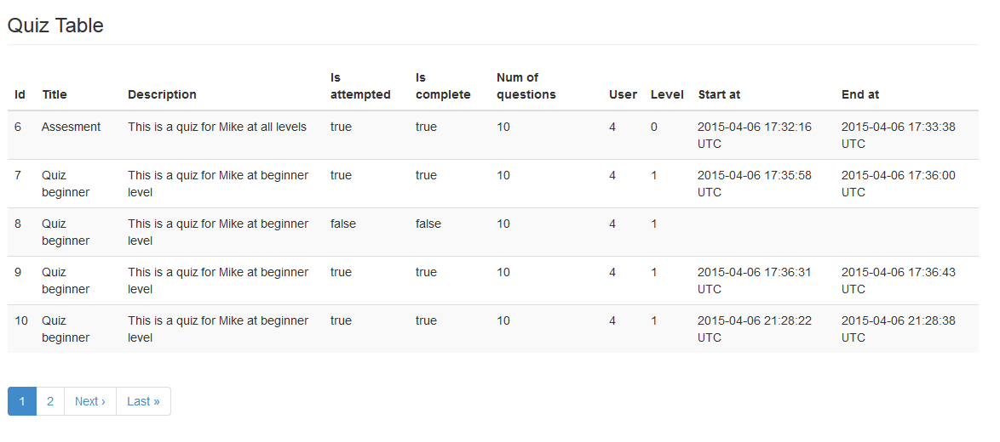 Quiz Table
Id Title Description Is attempted Is complete Num of questions User Level Start at End at
6 Assesment This is a quiz for Mike at all levels true true 10 4 0 2015-04-06 17:32:16 UTC 2015-04-06 17:33:38 UTC
7 Quiz beginner This is a quiz for Mike at beginner level true true 10 4 1 2015-04-06 17:35:58 UTC 2015-04-06 17:36:00 UTC
8 Quiz beginner This is a quiz for Mike at beginner level false false 10 4 1
9 Quiz beginner This is a quiz for Mike at beginner level true true 10 4 1 2015-04-06 17:36:31 UTC 2015-04-06 17:36:43 UTC
10 Quiz beginner This is a quiz for Mike at beginner level true true 10 4 1 2015-04-06 21:28:22 UTC 2015-04-06 21:28:38 UTC
1 2 Next › Last »